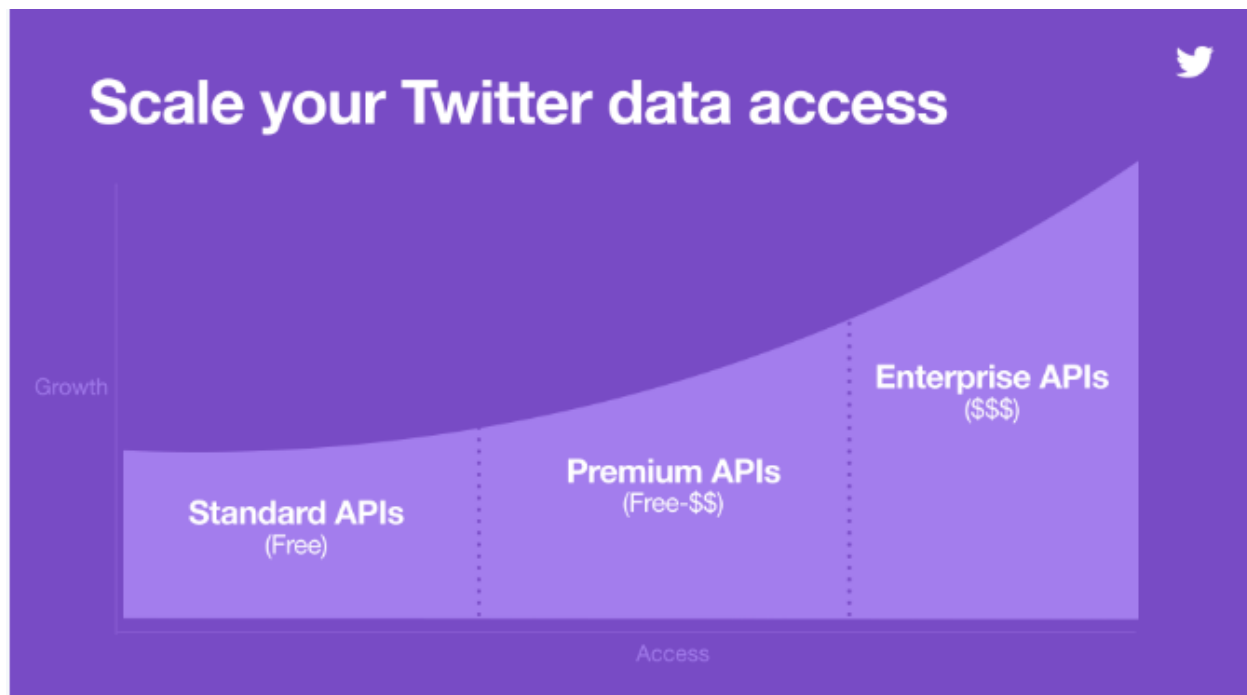 Scale your Twitter data access
Growth
Standard APIs
(Free)
Premium APIs
(Free-$$)
Enterprise APIs
($$$)
Access